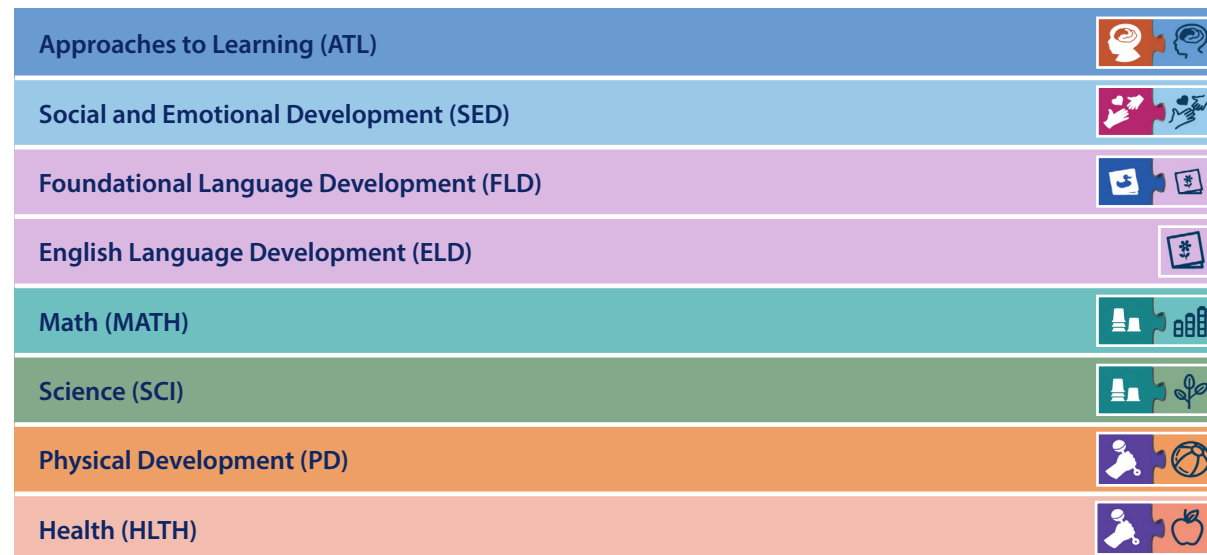 Approaches to Learning (ATL)
Social and Emotional Development (SED)
Foundational Language Development (FLD)
English Language Development (ELD)
Math (MATH)
Science (SCI)
Physical Development (PD)
Health (HLTH)